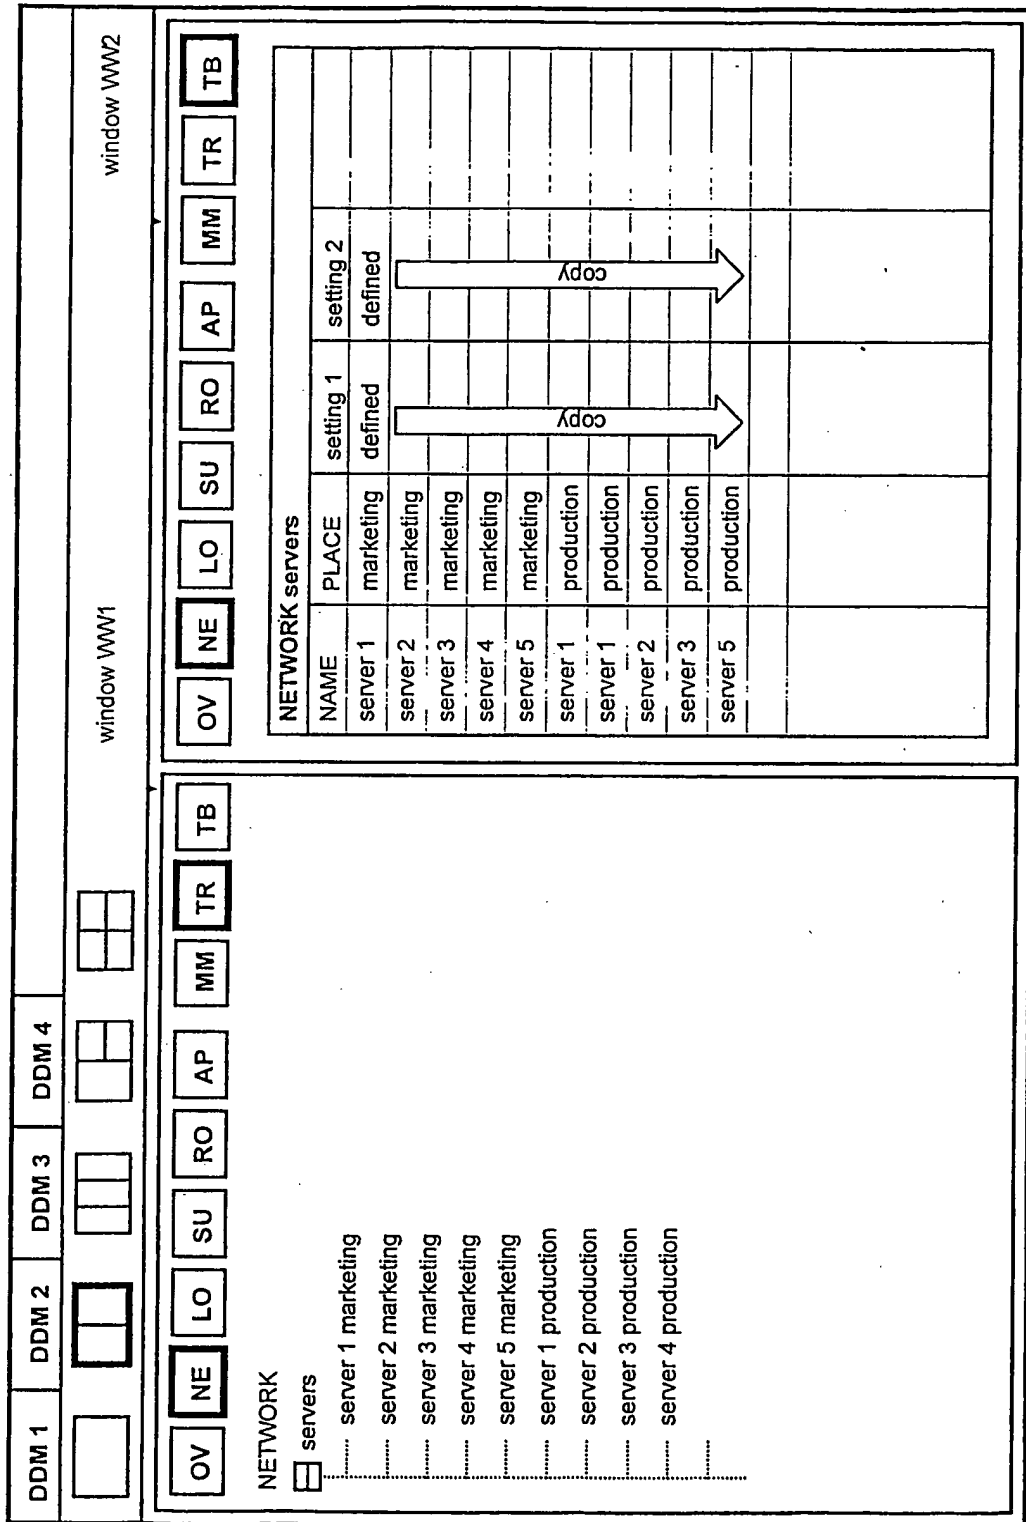 DDM 1 DDM 2 DDM 3 DDM 4
window WW1 window WW2
OV NE LO SU RO AP MM TR TB
NETWORK
servers
server 1 marketing
server 2 marketing
server 3 marketing
server 4 marketing
server 5 marketing
server 1 production
server 2 production
server 3 production
server 4 production
OV NE LO SU RO AP MM TR TB
NETWORK servers
NAME PLACE setting 1 setting 2
server 1 marketing defined defined
server 2 marketing
server 3 marketing
server 4 marketing
server 5 marketing
server 1 production
server 1 production
server 2 production
server 3 production
server 5 production
copy copy